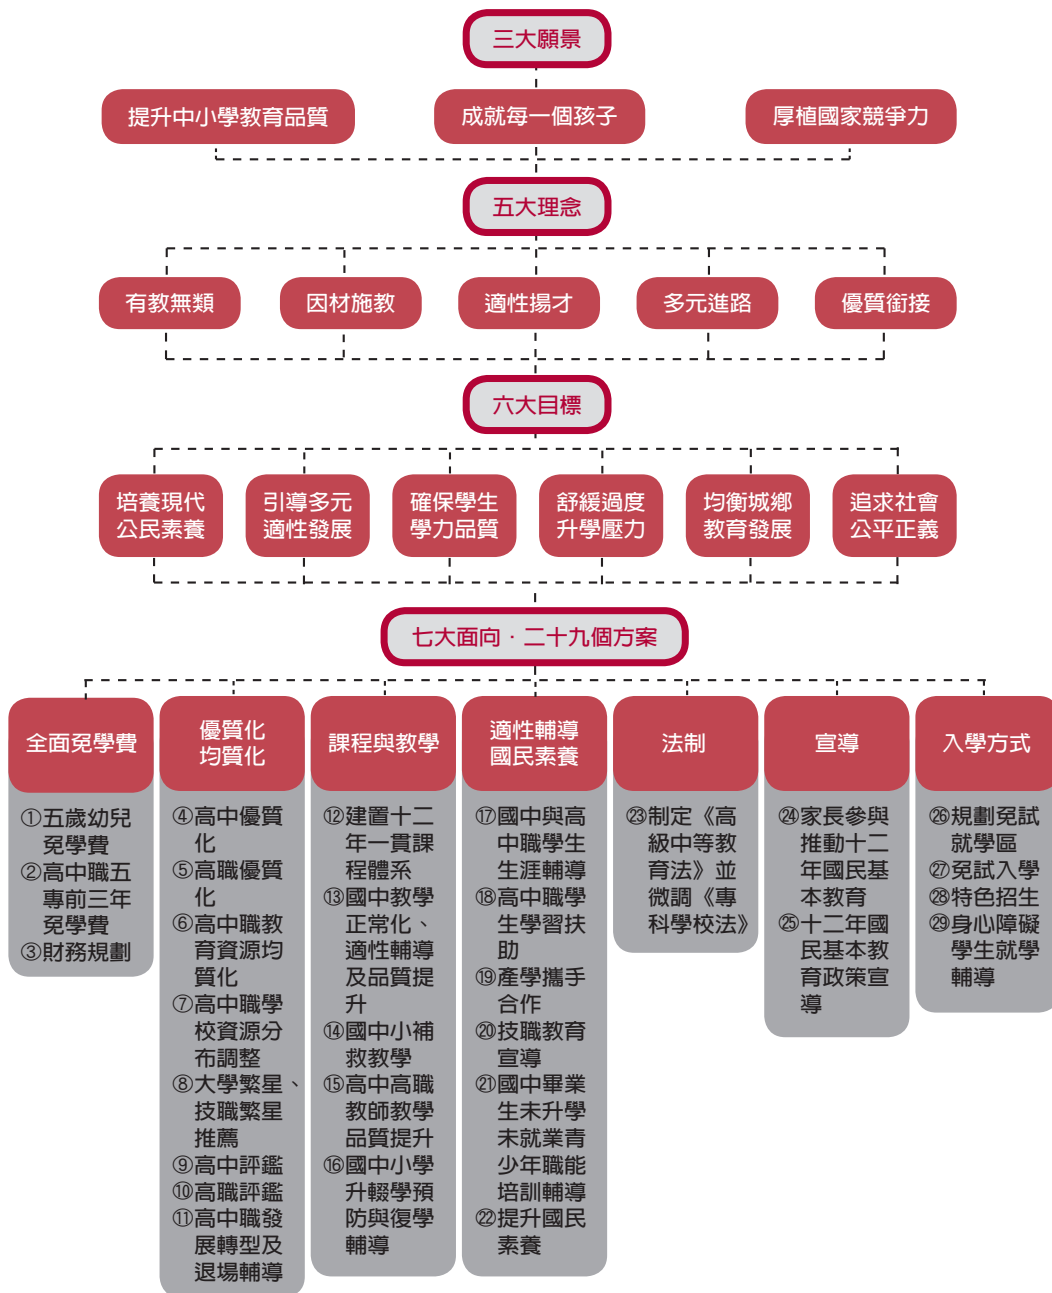 三大願景
提升中小學教育品質
成就每一個孩子
厚植國家競爭力
五大理念
有教無類
因材施教
適性揚才
多元進路
優質銜接
六大目標
培養現代
公民素養
引導多元
適性發展
確保學生
學力品質
舒緩過度
升學壓力
均衡城鄉
教育發展
追求社會
公平正義
七大面向．二十九個方案
全面免學費
①五歲幼兒
免學費
②高中職五
專前三年
免學費
③財務規劃
優質化
均質化
④高中優質
化
⑤高職優質
化
⑥高中職教
育資源均
質化
⑦高中職學
校資源分
布調整
⑧大學繁星、
技職繁星
推薦
⑨高中評鑑
⑩高職評鑑
⑪高中職發
展轉型及
退場輔導
課程與教學
⑫建置十二
年一貫課
程體系
⑬國中教學
正常化、
適性輔導
及品質提
升
⑭國中小補
救教學
⑮高中高職
教師教學
品質提升
⑯國中小學
升輟學預
防與復學
輔導
適性輔導
國民素養
⑰國中與高
中職學生
生涯輔導
⑱高中職學
生學習扶
助
⑲產學攜手
合作
⑳技職教育
宣導
㉑國中畢業
生未升學
未就業青
少年職能
培訓輔導
㉒提升國民
素養
法制
㉓制定《高
級中等教
育法》並
微調《專
科學校法》
宣導
㉔家長參與
推動十二
年國民基
本教育
㉕十二年國
民基本教
育政策宣
導
入學方式
㉖規劃免試
就學區
㉗免試入學
㉘特色招生
㉙身心障礙
學生就學
輔導